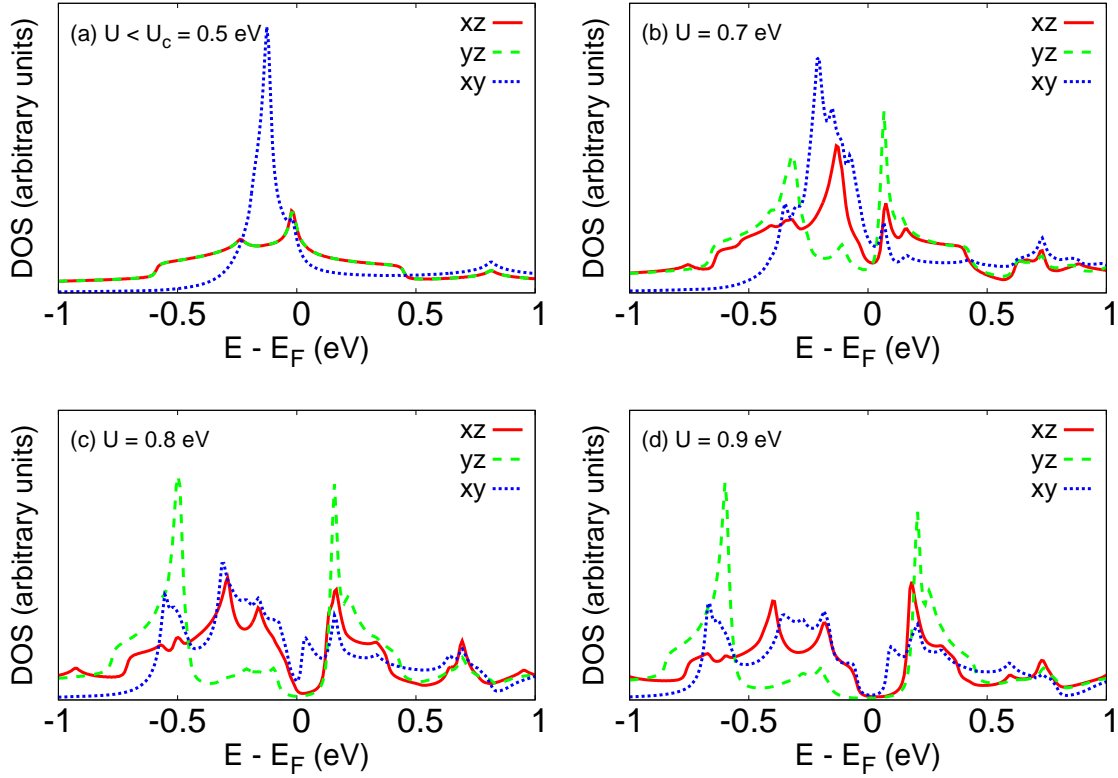 (a) U < U_c = 0.5 eV
xz
yz
xy
DOS (arbitrary units)
-1 -0.5 0 0.5 1
E - E_F (eV)
(b) U = 0.7 eV
xz
yz
xy
DOS (arbitrary units)
-1 -0.5 0 0.5 1
E - E_F (eV)
(c) U = 0.8 eV
xz
yz
xy
DOS (arbitrary units)
-1 -0.5 0 0.5 1
E - E_F (eV)
(d) U = 0.9 eV
xz
yz
xy
DOS (arbitrary units)
-1 -0.5 0 0.5 1
E - E_F (eV)